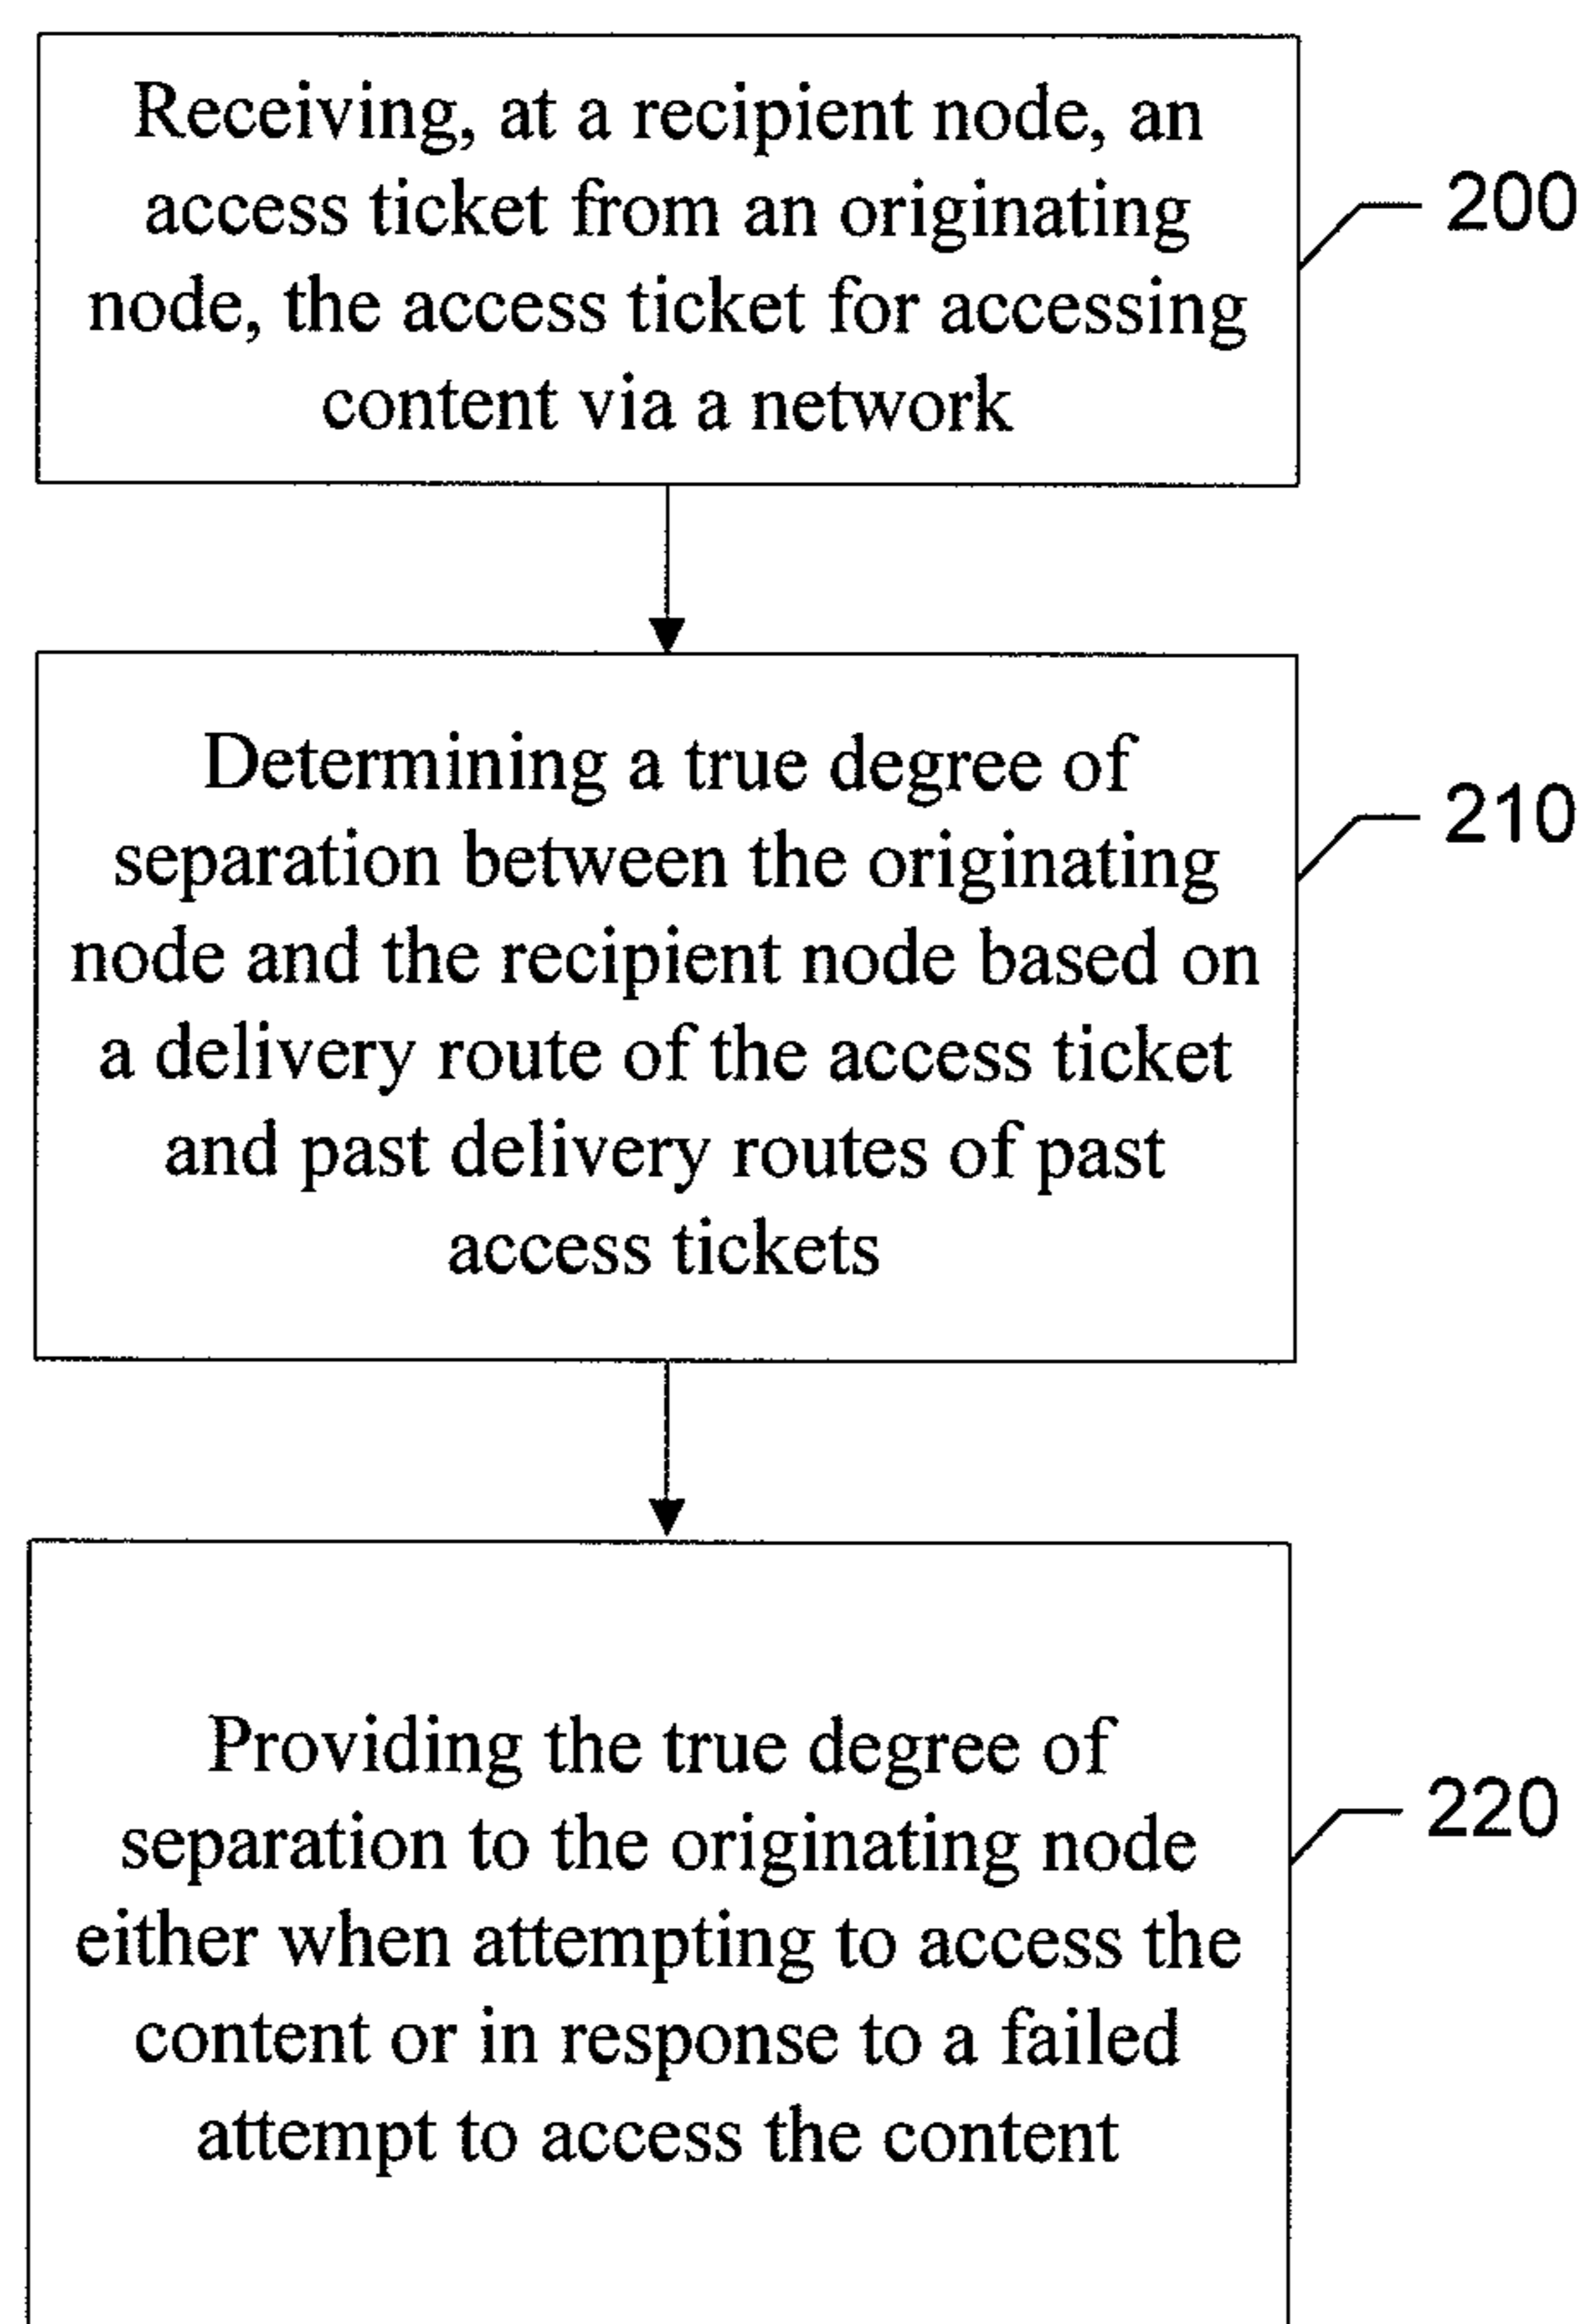 Receiving, at a recipient node, an
access ticket from an originating
node, the access ticket for accessing
content via a network
200
Determining a true degree of
separation between the originating
node and the recipient node based on
a delivery route of the access ticket
and past delivery routes of past
access tickets
210
Providing the true degree of
separation to the originating node
either when attempting to access the
content or in response to a failed
attempt to access the content
220